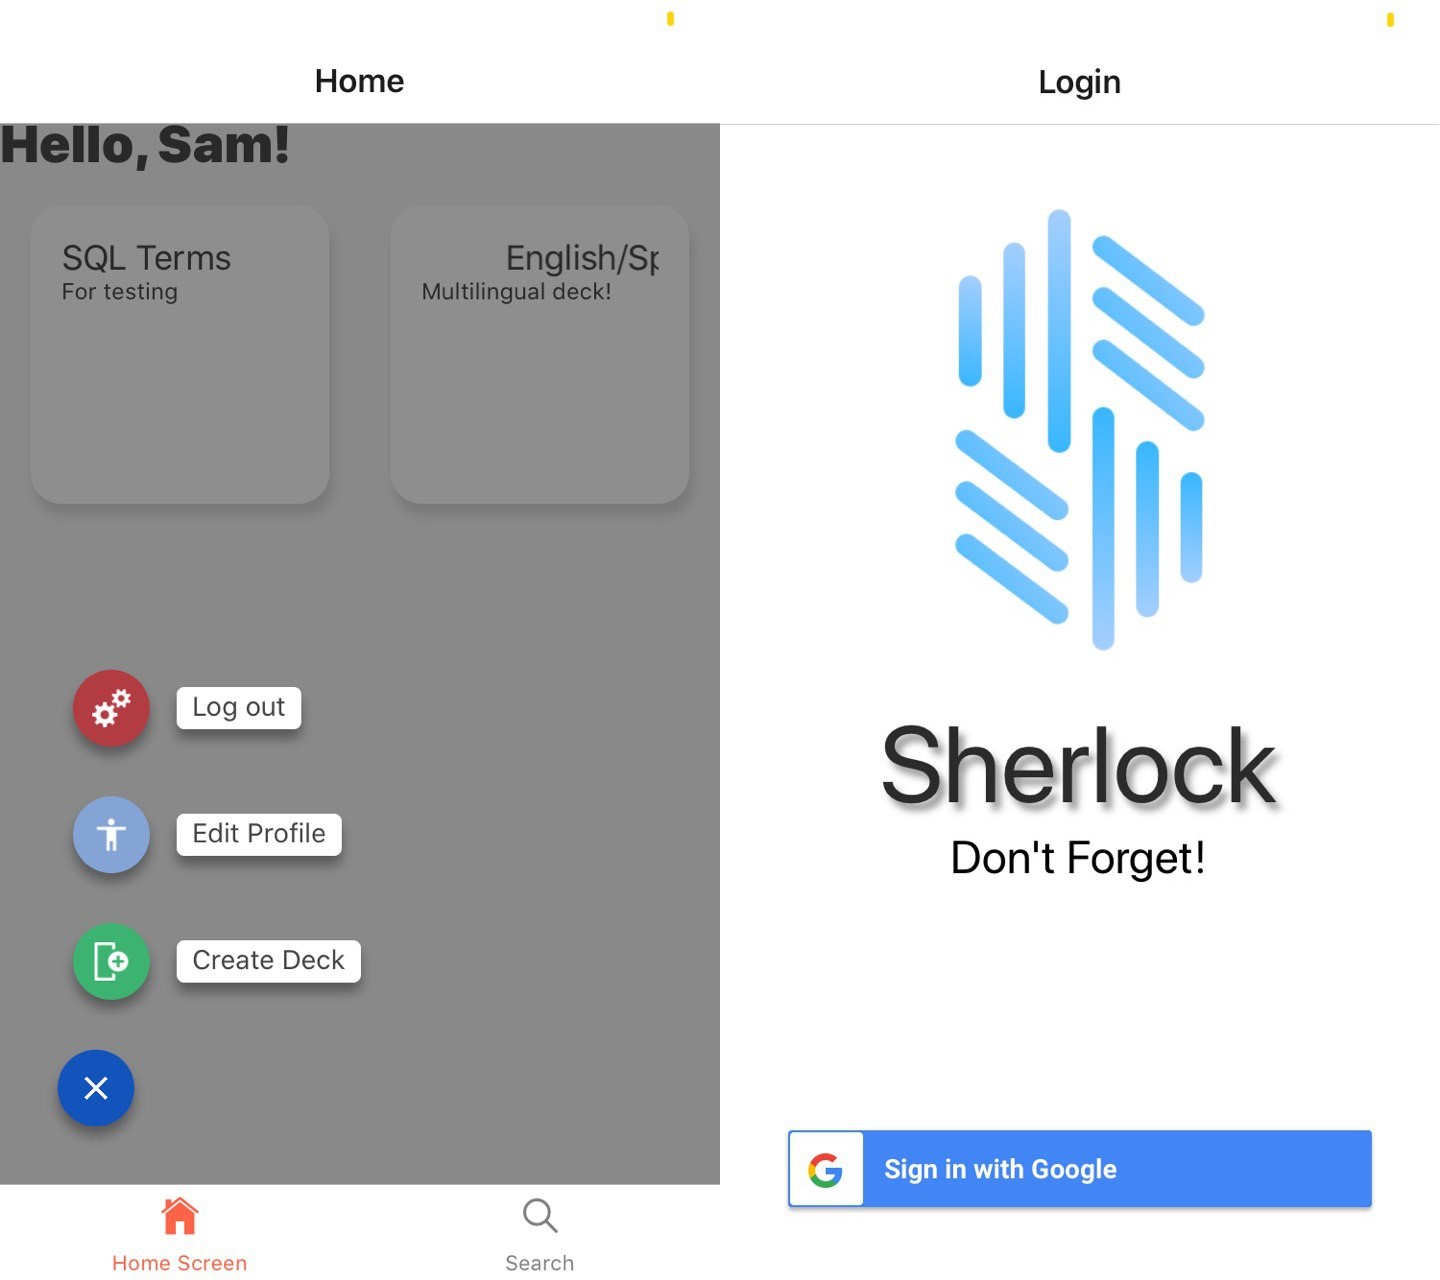 Home
Hello, Sam!
SQL Terms
For testing
English/Sp
Multilingual deck!
Log out
Edit Profile
Create Deck
Home Screen
Search
Login
Sherlock
Don't Forget!
Sign in with Google